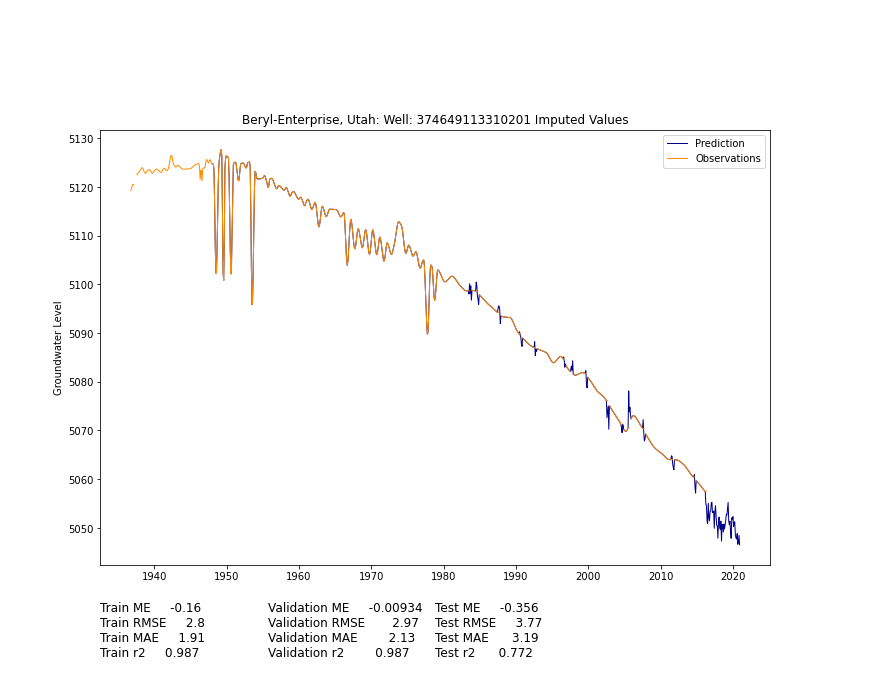 Beryl-Enterprise, Utah: Well: 374649113310201 Imputed Values
Prediction
Observations
Groundwater Level
5130
5120
5110
5100
5090
5080
5070
5060
5050
1940 1950 1960 1970 1980 1990 2000 2010 2020
Train ME -0.16 Validation ME -0.00934 Test ME -0.356
Train RMSE 2.8 Validation RMSE 2.97 Test RMSE 3.77
Train MAE 1.91 Validation MAE 2.13 Test MAE 3.19
Train r2 0.987 Validation r2 0.987 Test r2 0.772